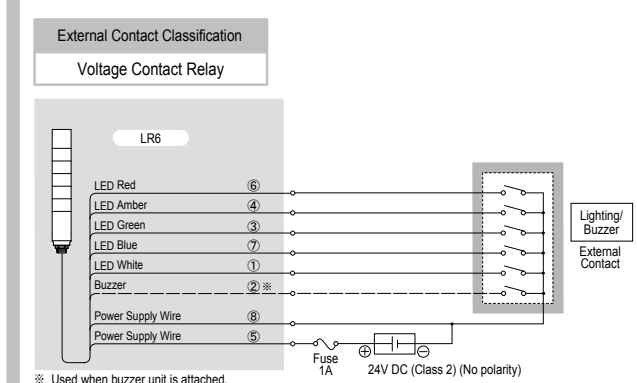 External Contact Classification
Voltage Contact Relay
LR6
LED Red ⑥
LED Amber ④
LED Green ③
LED Blue ⑦
LED White ①
Buzzer ②※
Power Supply Wire ⑧
Power Supply Wire ⑤
Lighting/
Buzzer
External
Contact
Fuse
1A
⊕ ⊖
24V DC (Class 2) (No polarity)
※ Used when buzzer unit is attached.